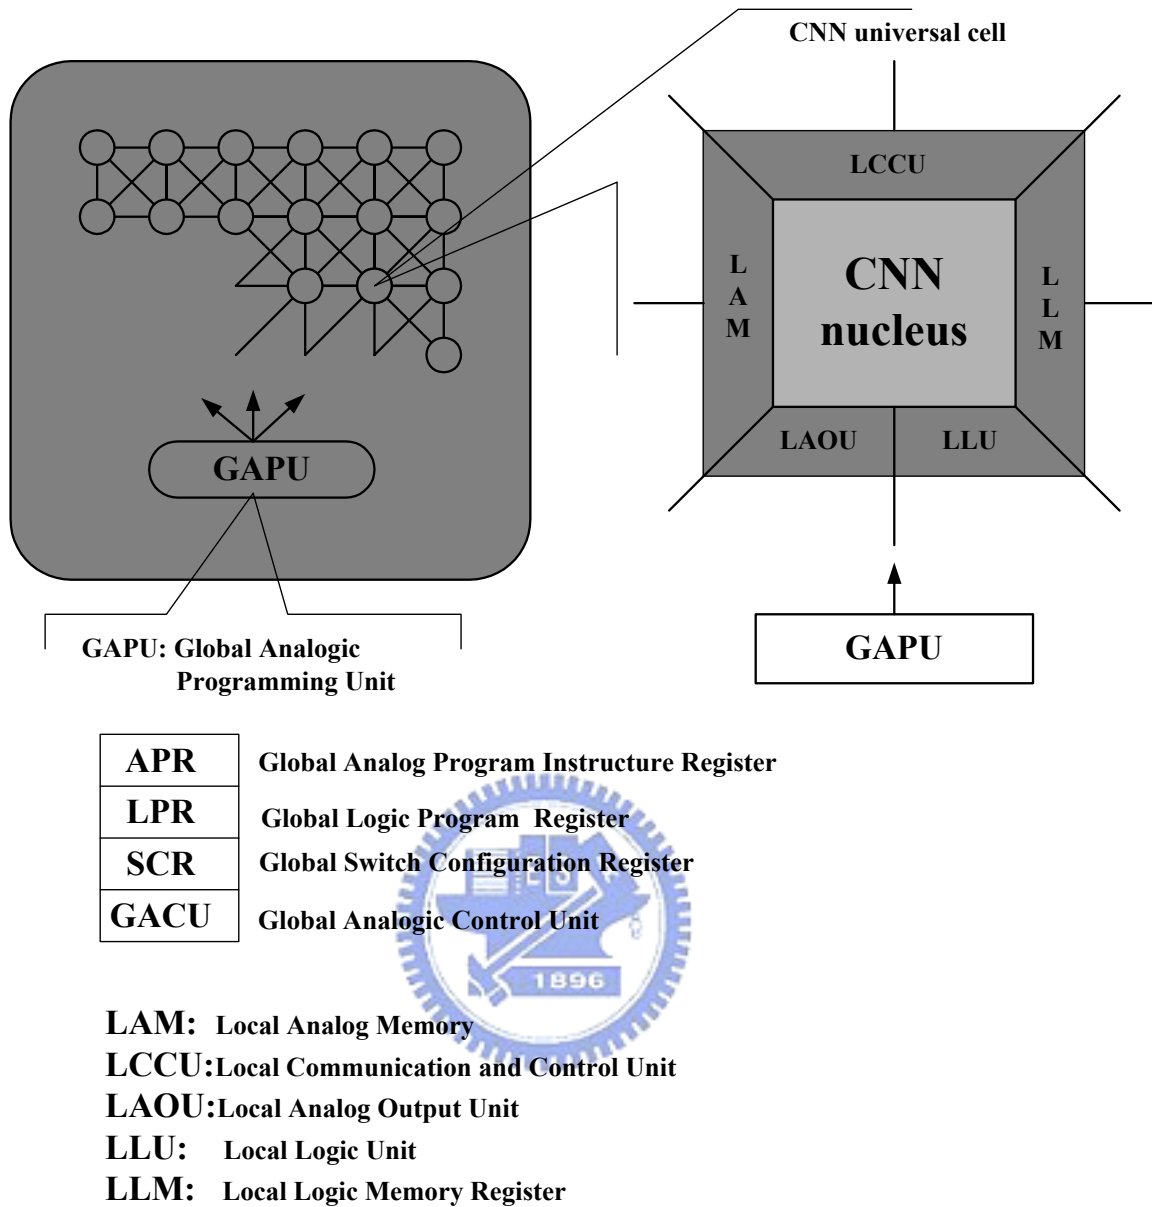 CNN universal cell
LCCU
L
A
M
CNN
nucleus
L
L
M
LAOU
LLU
GAPU
GAPU
GAPU: Global Analogic
Programming Unit
APR Global Analog Program Instructure Register
LPR Global Logic Program Register
SCR Global Switch Configuration Register
GACU Global Analogic Control Unit
1896
LAM: Local Analog Memory
LCCU:Local Communication and Control Unit
LAOU:Local Analog Output Unit
LLU: Local Logic Unit
LLM: Local Logic Memory Register